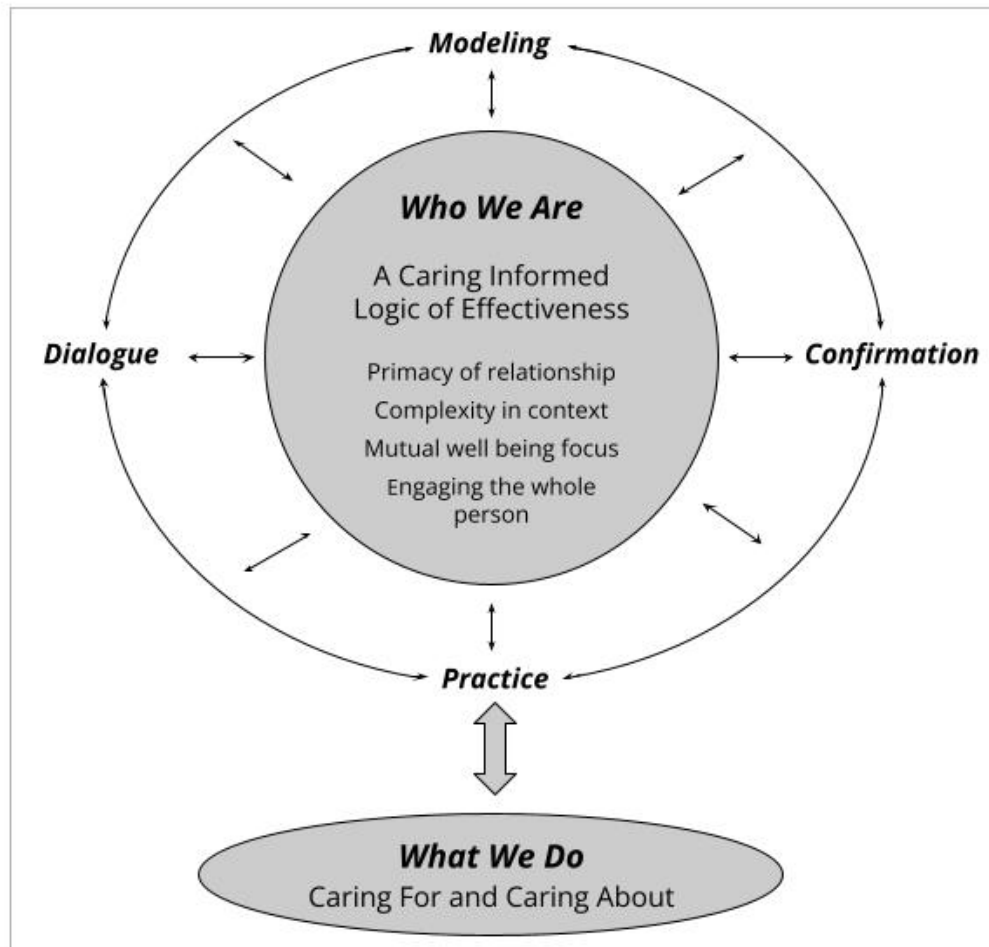 Modeling
Who We Are
A Caring Informed
Logic of Effectiveness
Dialogue
Confirmation
Primacy of relationship
Complexity in context
Mutual well being focus
Engaging the whole
person
Practice
What We Do
Caring For and Caring About